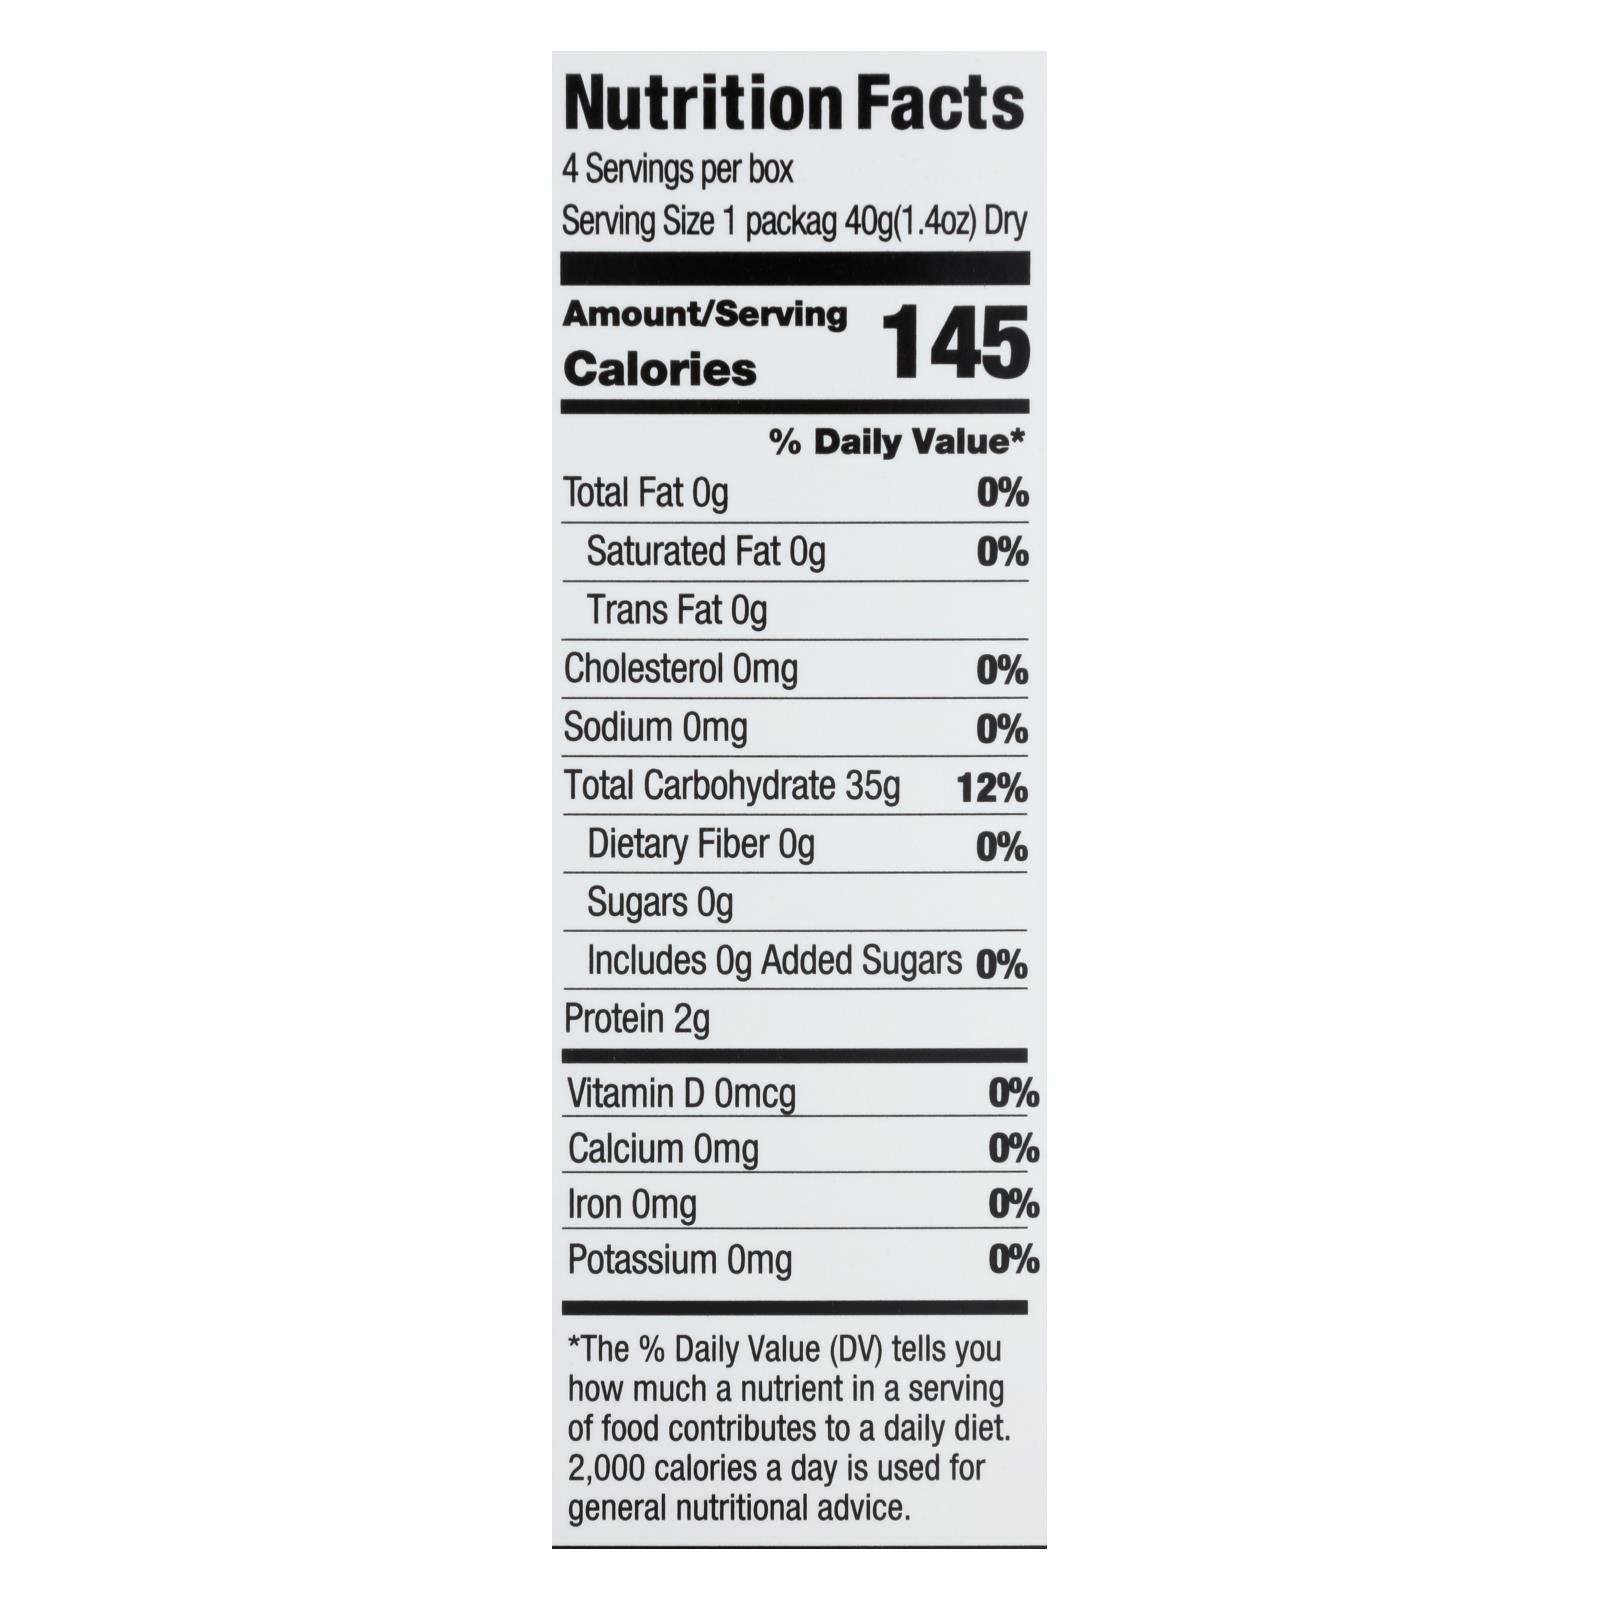 Nutrition Facts
4 Servings per box
Serving Size 1 packag 40g(1.4oz) Dry
Amount/Serving
Calories 145
% Daily Value*
Total Fat 0g 0%
Saturated Fat 0g 0%
Trans Fat 0g
Cholesterol 0mg 0%
Sodium 0mg 0%
Total Carbohydrate 35g 12%
Dietary Fiber 0g 0%
Sugars 0g
Includes 0g Added Sugars 0%
Protein 2g
Vitamin D 0mcg 0%
Calcium 0mg 0%
Iron 0mg 0%
Potassium 0mg 0%
*The % Daily Value (DV) tells you
how much a nutrient in a serving
of food contributes to a daily diet.
2,000 calories a day is used for
general nutritional advice.